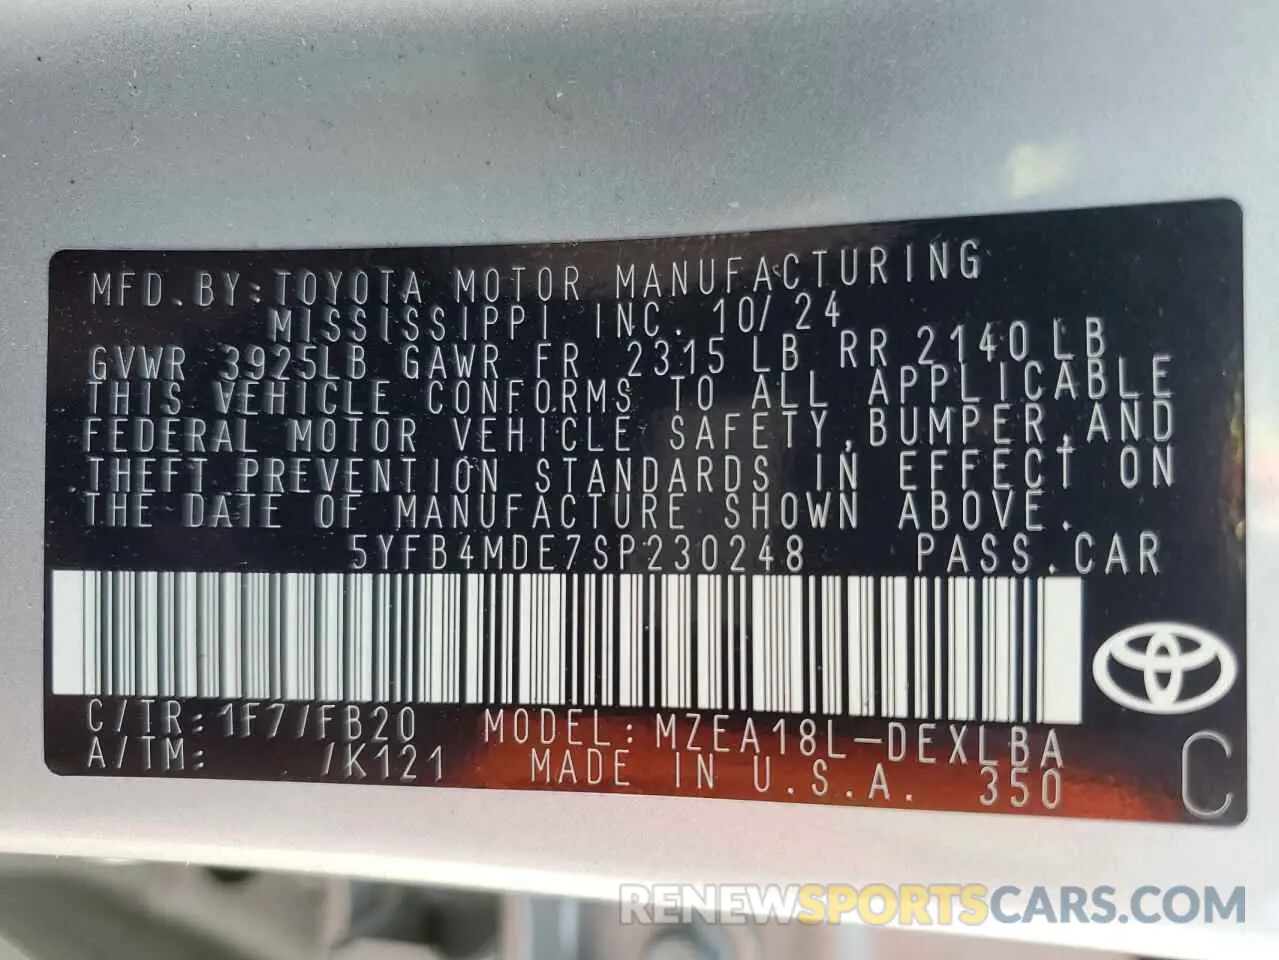 MFD.BY:TOYOTA MOTOR MANUFACTURING
MISSISSIPPI INC. 10/24
GVWR 3925LB GAWR FR 2315LB RR 2140LB
THIS VEHICLE CONFORMS TO ALL APPLICABLE
FEDERAL MOTOR VEHICLE SAFETY,BUMPER,AND
THEFT PREVENTION STANDARDS IN EFFECT ON
THE DATE OF MANUFACTURE SHOWN ABOVE.
5YFB4MDE7SP230248 PASS.CAR
C/TR:1F7/FB20 MODEL:MZEA18L-DEXLBA
A/TM: /K121 MADE IN U.S.A. 350
C
RENEWSPORTSCARS.COM